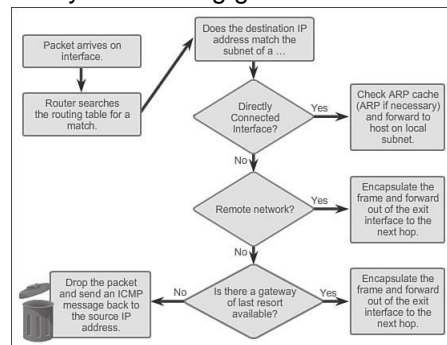 Packet arrives on
interface.
Router searches
the routing table for a
match.
Does the destination IP
address match the
subnet of a ...
Directly
Connected
Interface?
Yes
Check ARP cache
(ARP if necessary)
and forward to
host on local
subnet.
No
Remote network?
Yes
Encapsulate the
frame and forward
out of the exit
interface to the
next hop.
No
Is there a gateway
of last resort
available?
Yes
Encapsulate the
frame and forward
out of the exit
interface to the
next hop.
No
Drop the packet
and send an ICMP
message back to
the source IP
address.